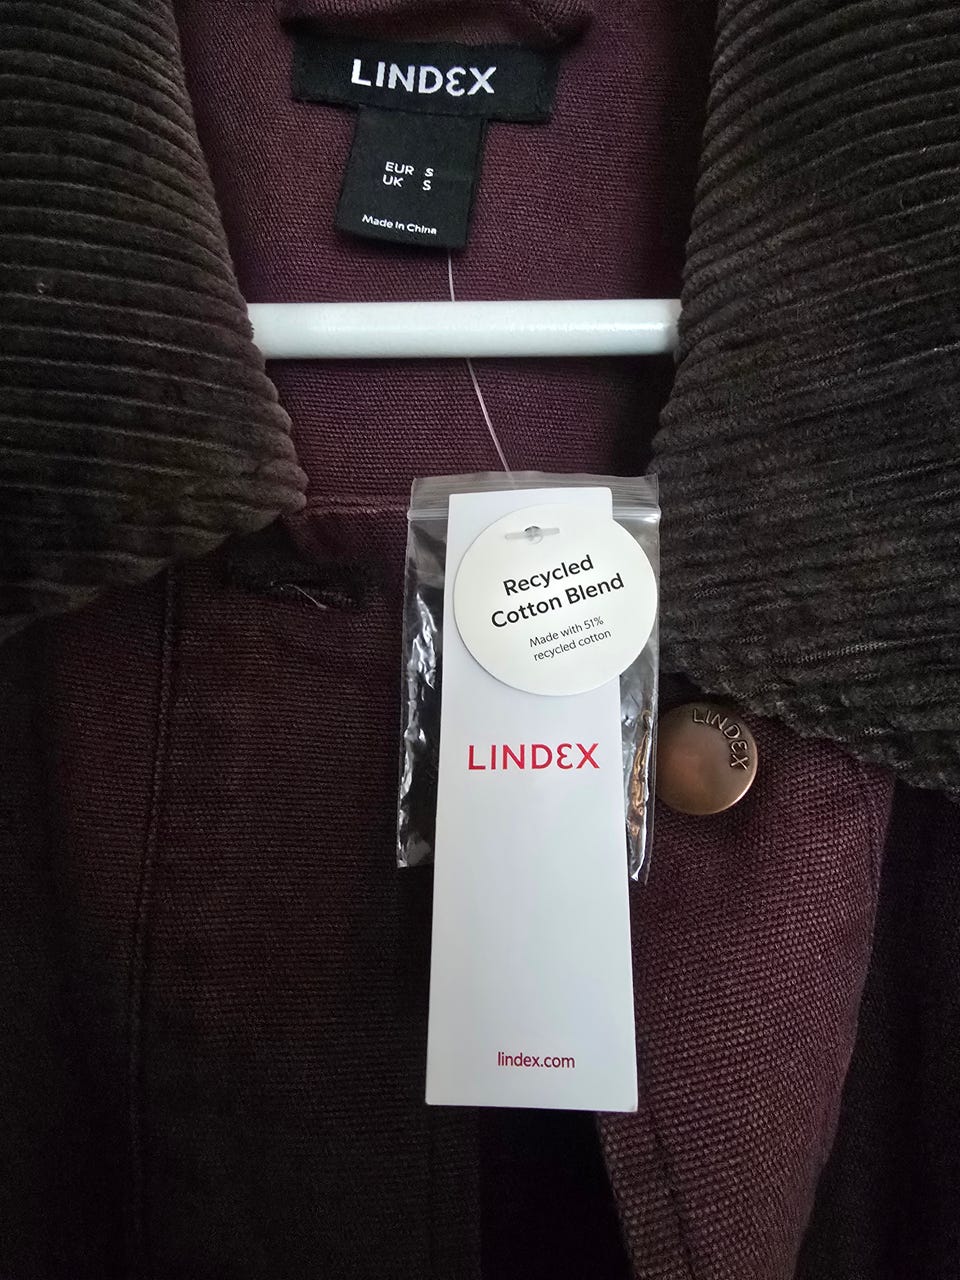 LINDEX
EUR S
UK S
Made in China
Recycled
Cotton Blend
Made with 51%
recycled cotton
LINDEX
LINDEX
lindex.com